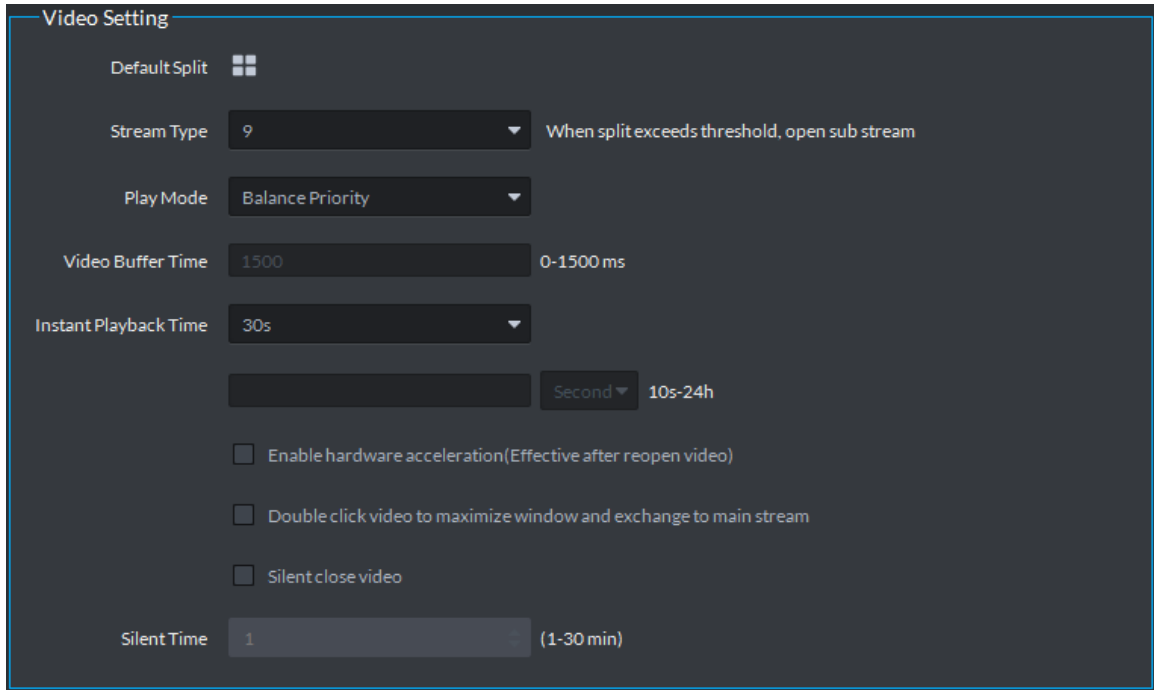 Video Setting
Default Split
Stream Type 9 When split exceeds threshold, open sub stream
Play Mode Balance Priority
Video Buffer Time 1500 0-1500 ms
Instant Playback Time 30s
Second 10s-24h
Enable hardware acceleration(Effective after reopen video)
Double click video to maximize window and exchange to main stream
Silent close video
Silent Time 1 (1-30 min)